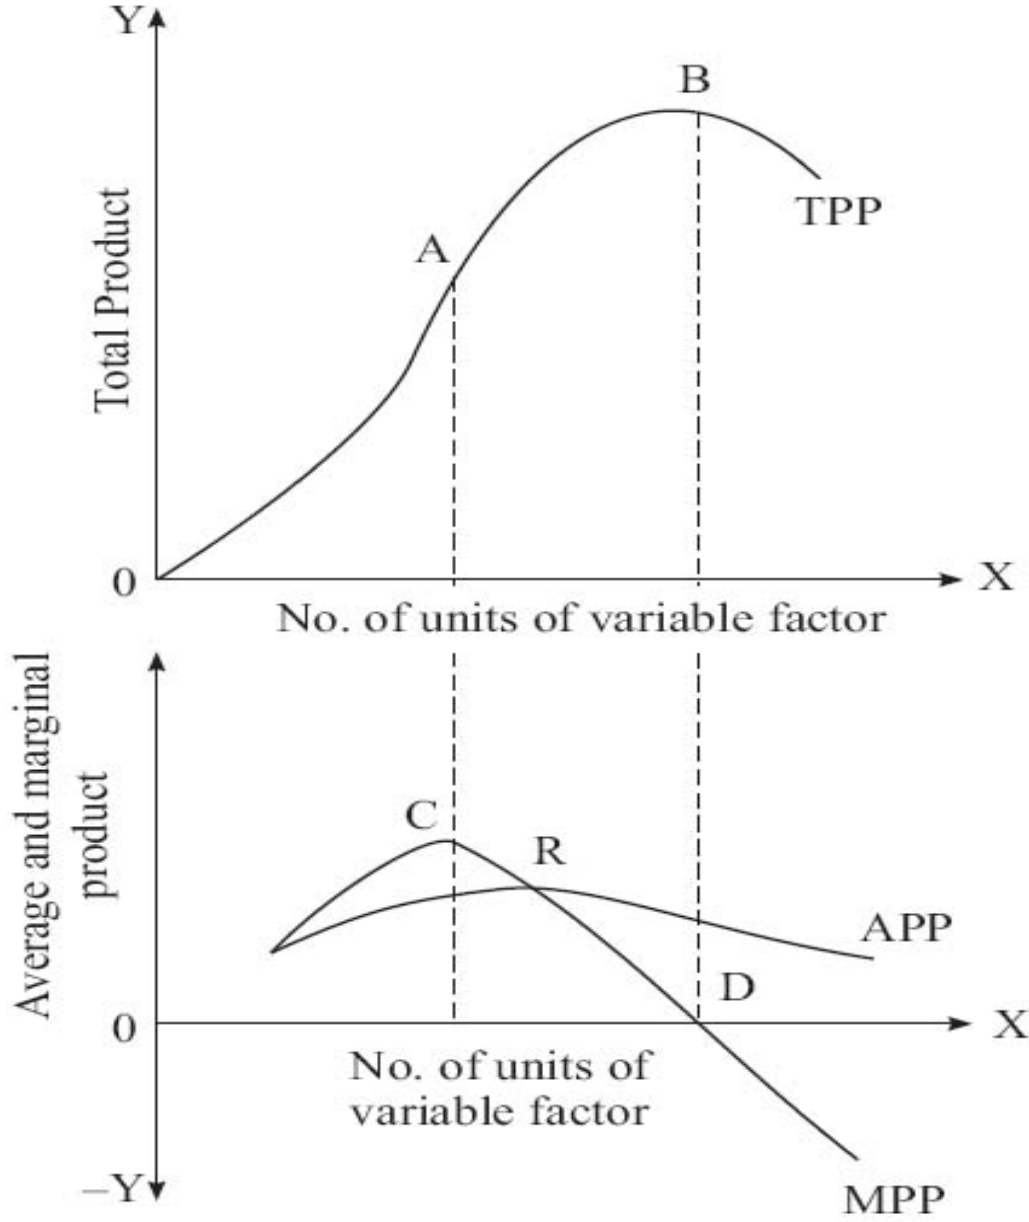 Y
B
TPP
A
Total Product
0
X
No. of units of variable factor
Average and marginal
product
C
R
APP
D
0
X
No. of units of
variable factor
–Y
MPP